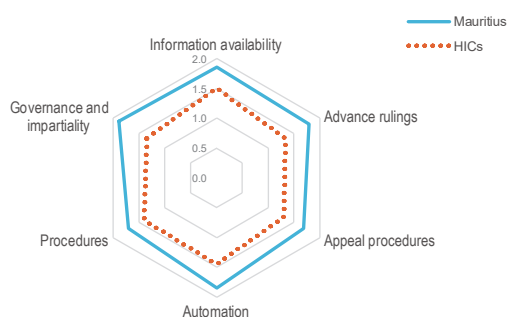 Mauritius
HICs
Information availability
2.0
Governance and
impartiality
1.5
Advance rulings
1.0
0.5
0.0
Procedures
Appeal procedures
Automation